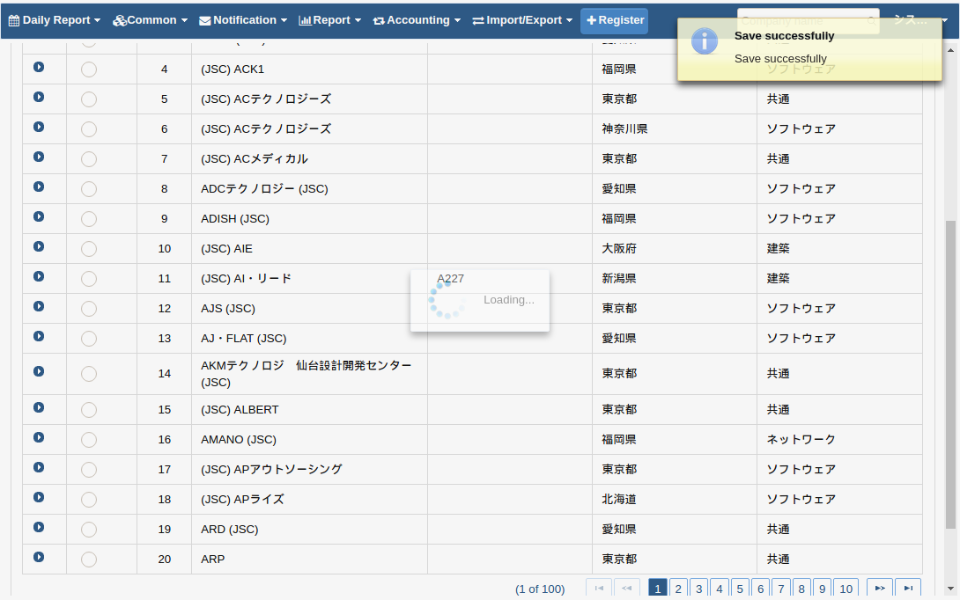 Daily Report Common Notification Report Accounting Import/Export Register シス...
Save successfully
Save successfully
4 (JSC) ACK1 福岡県 ソフトウェア
5 (JSC) ACテクノロジーズ 東京都 共通
6 (JSC) ACテクノロジーズ 神奈川県 ソフトウェア
7 (JSC) ACメディカル 東京都 共通
8 ADCテクノロジー (JSC) 愛知県 ソフトウェア
9 ADISH (JSC) 福岡県 ソフトウェア
10 (JSC) AIE 大阪府 建築
11 (JSC) AI・リード A227 新潟県 建築
Loading...
12 AJS (JSC) 東京都 ソフトウェア
13 AJ・FLAT (JSC) 愛知県 ソフトウェア
14 AKMテクノロジ　仙台設計開発センター
(JSC) 東京都 共通
15 (JSC) ALBERT 東京都 共通
16 AMANO (JSC) 福岡県 ネットワーク
17 (JSC) APアウトソーシング 東京都 ソフトウェア
18 (JSC) APライズ 北海道 ソフトウェア
19 ARD (JSC) 愛知県 共通
20 ARP 東京都 共通
(1 of 100) 1 2 3 4 5 6 7 8 9 10